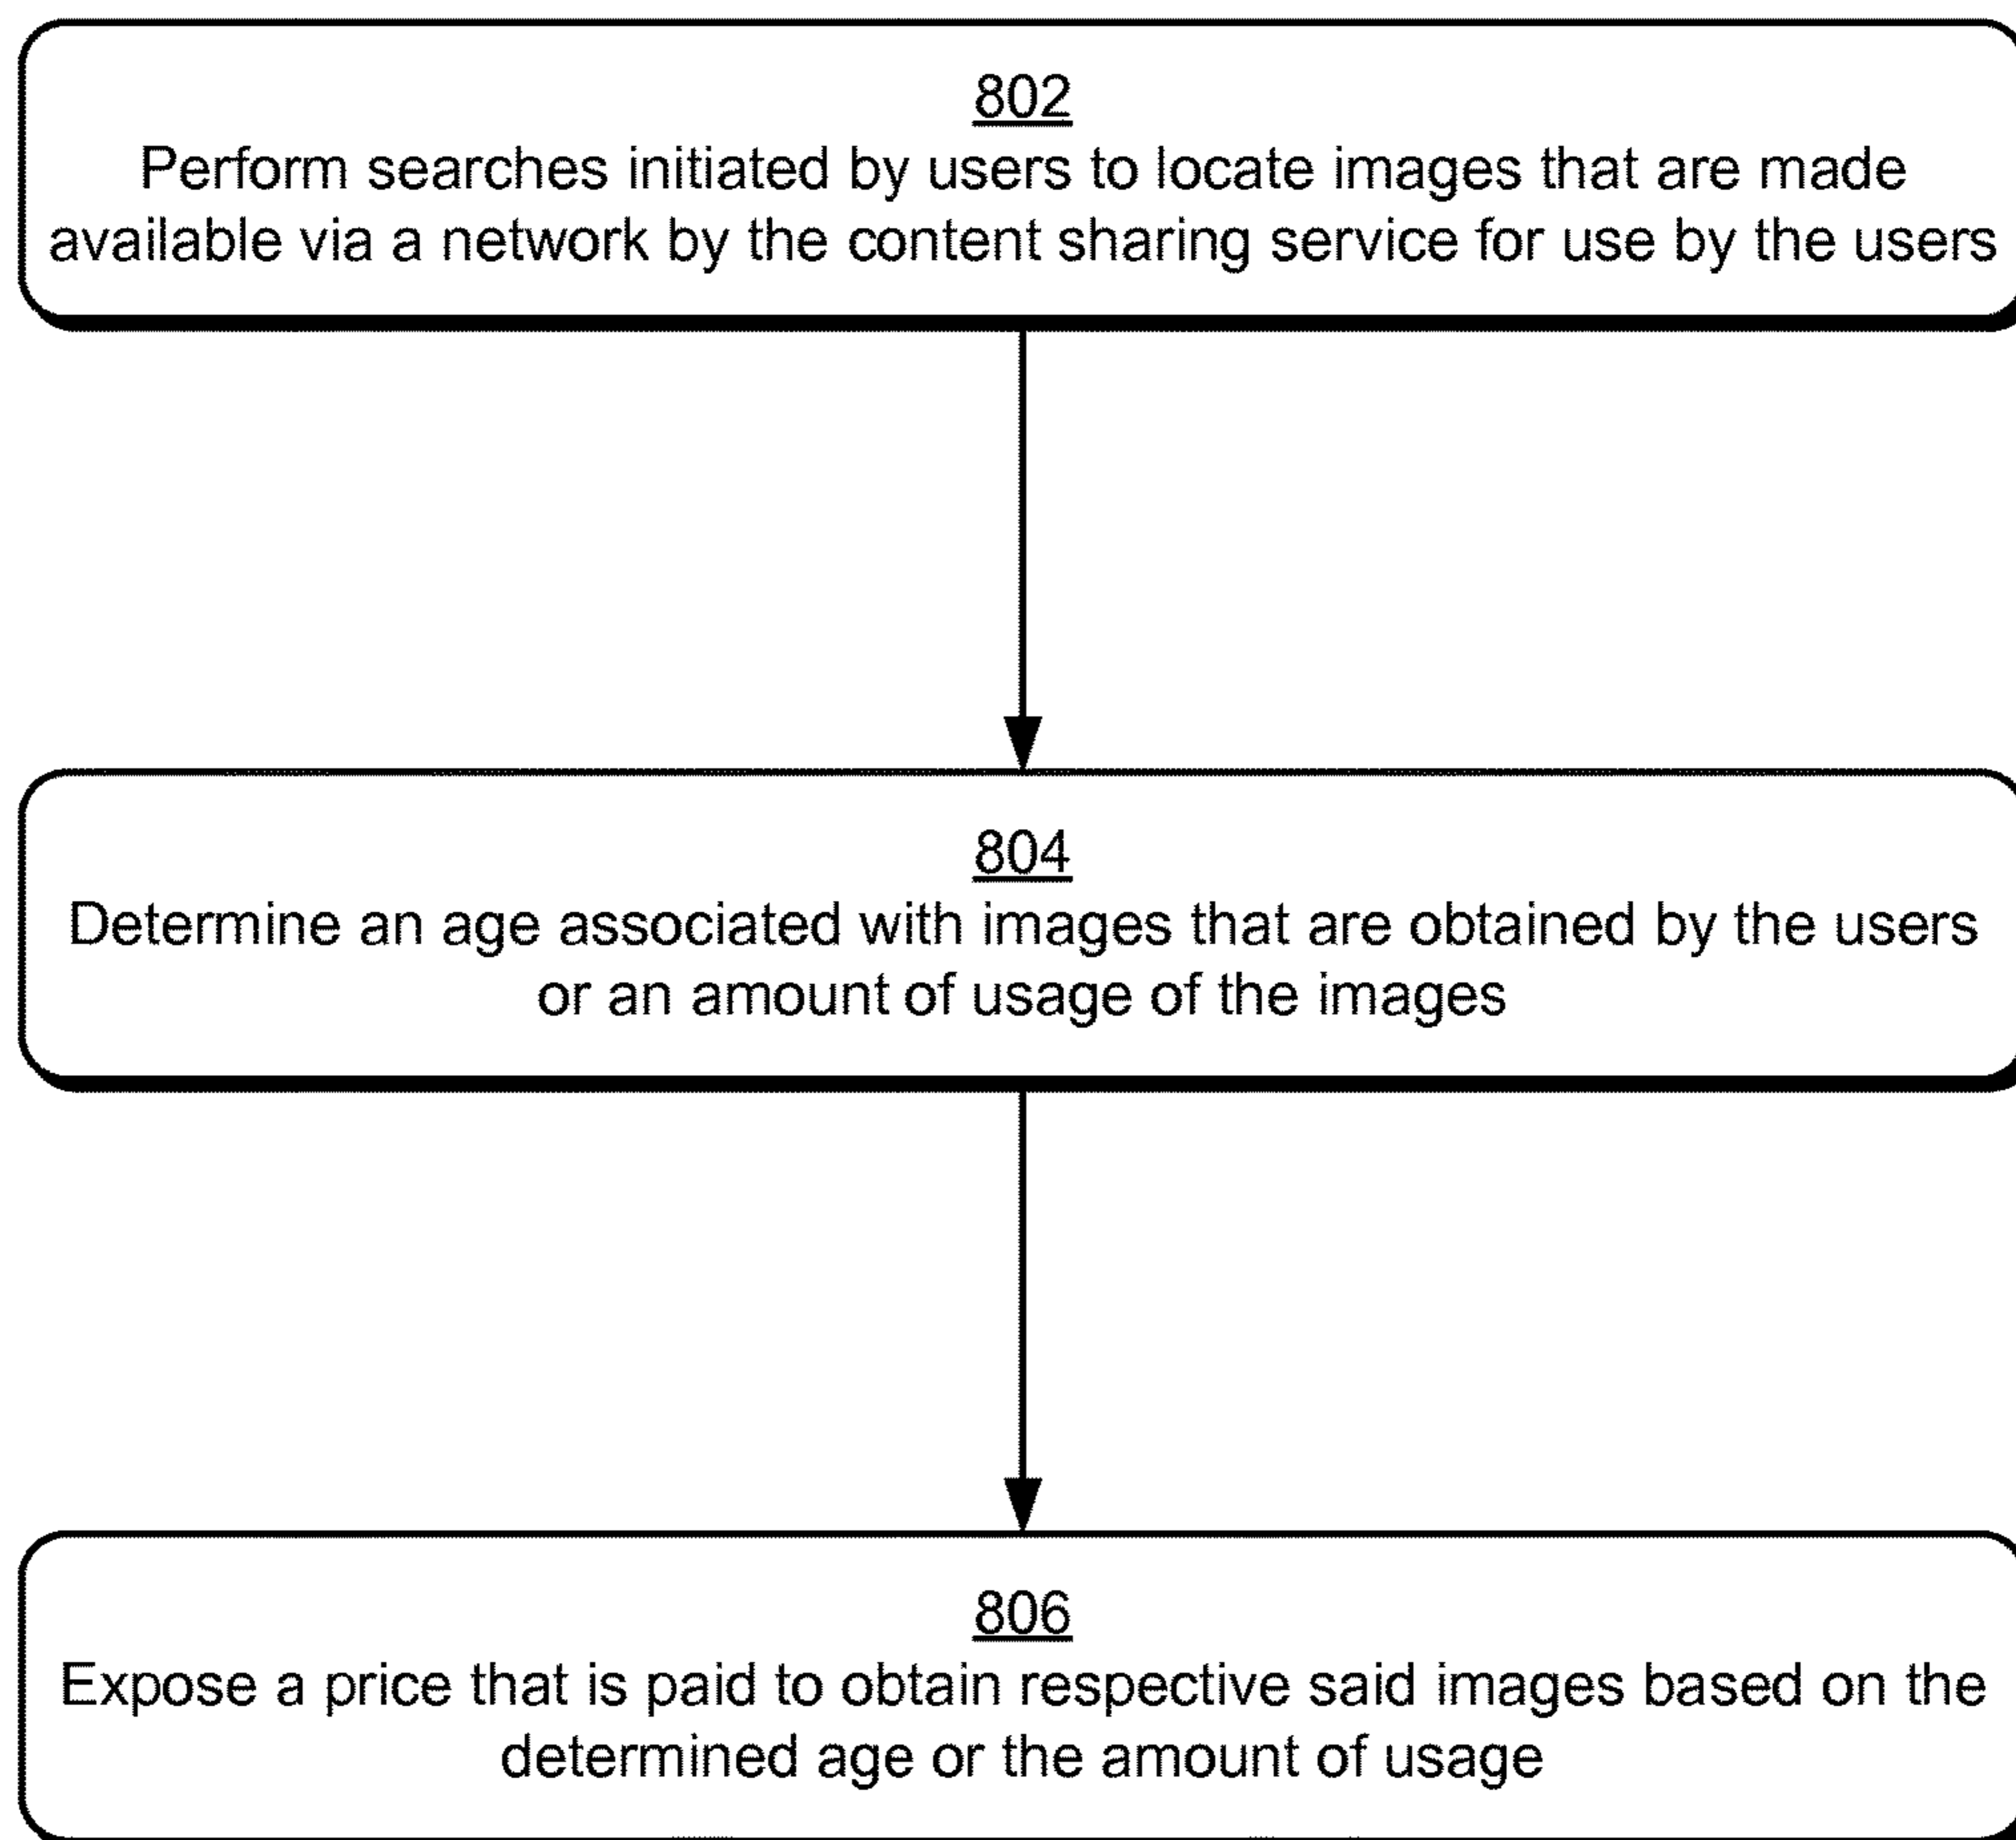 802
Perform searches initiated by users to locate images that are made
available via a network by the content sharing service for use by the users
804
Determine an age associated with images that are obtained by the users
or an amount of usage of the images
806
Expose a price that is paid to obtain respective said images based on the
determined age or the amount of usage